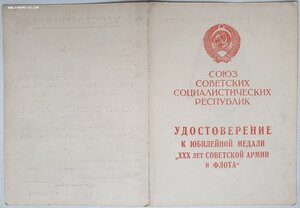 СОЮЗ
СОВЕТСКИХ
СОЦИАЛИСТИЧЕСКИХ
РЕСПУБЛИК
УДОСТОВЕРЕНИЕ
К ЮБИЛЕЙНОЙ МЕДАЛИ
„XXX ЛЕТ СОВЕТСКОЙ АРМИИ
И ФЛОТА“